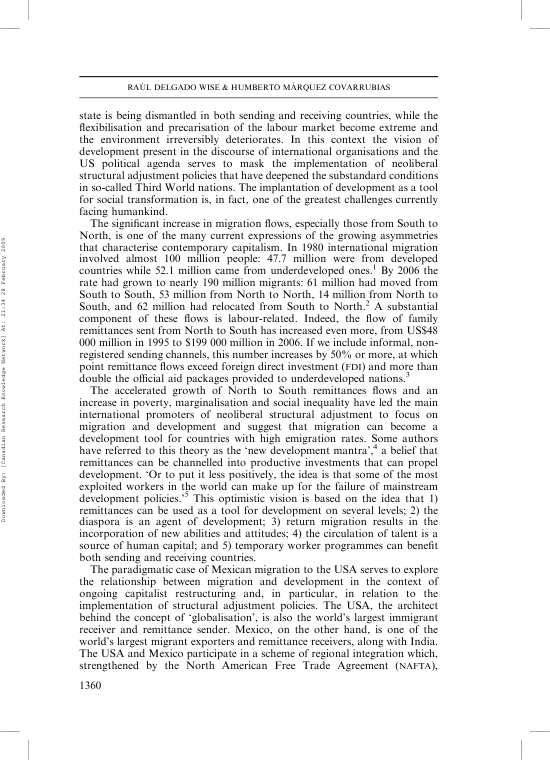 RAÚL DELGADO WISE & HUMBERTO MÁRQUEZ COVARRUBIAS
state is being dismantled in both sending and receiving countries, while the
flexibilisation and precarisation of the labour market become extreme and
the environment irreversibly deteriorates. In this context the vision of
development present in the discourse of international organisations and the
US political agenda serves to mask the implementation of neoliberal
structural adjustment policies that have deepened the substandard conditions
in so-called Third World nations. The implantation of development as a tool
for social transformation is, in fact, one of the greatest challenges currently
facing humankind.
The significant increase in migration flows, especially those from South to
North, is one of the many current expressions of the growing asymmetries
that characterise contemporary capitalism. In 1980 international migration
involved almost 100 million people: 47.7 million were from developed
countries while 52.1 million came from underdeveloped ones.1 By 2006 the
rate had grown to nearly 190 million migrants: 61 million had moved from
South to South, 53 million from North to North, 14 million from North to
South, and 62 million had relocated from South to North.2 A substantial
component of these flows is labour-related. Indeed, the flow of family
remittances sent from North to South has increased even more, from US$48
000 million in 1995 to $199 000 million in 2006. If we include informal, non-
registered sending channels, this number increases by 50% or more, at which
point remittance flows exceed foreign direct investment (FDI) and more than
double the official aid packages provided to underdeveloped nations.3
The accelerated growth of North to South remittances flows and an
increase in poverty, marginalisation and social inequality have led the main
international promoters of neoliberal structural adjustment to focus on
migration and development and suggest that migration can become a
development tool for countries with high emigration rates. Some authors
have referred to this theory as the 'new development mantra',4 a belief that
remittances can be channelled into productive investments that can propel
development. 'Or to put it less positively, the idea is that some of the most
exploited workers in the world can make up for the failure of mainstream
development policies.'5 This optimistic vision is based on the idea that 1)
remittances can be used as a tool for development on several levels; 2) the
diaspora is an agent of development; 3) return migration results in the
incorporation of new abilities and attitudes; 4) the circulation of talent is a
source of human capital; and 5) temporary worker programmes can benefit
both sending and receiving countries.
The paradigmatic case of Mexican migration to the USA serves to explore
the relationship between migration and development in the context of
ongoing capitalist restructuring and, in particular, in relation to the
implementation of structural adjustment policies. The USA, the architect
behind the concept of 'globalisation', is also the world's largest immigrant
receiver and remittance sender. Mexico, on the other hand, is one of the
world's largest migrant exporters and remittance receivers, along with India.
The USA and Mexico participate in a scheme of regional integration which,
strengthened by the North American Free Trade Agreement (NAFTA),
1360
Downloaded By: [Canadian Research Knowledge Network] At: 21:34 28 February 2009